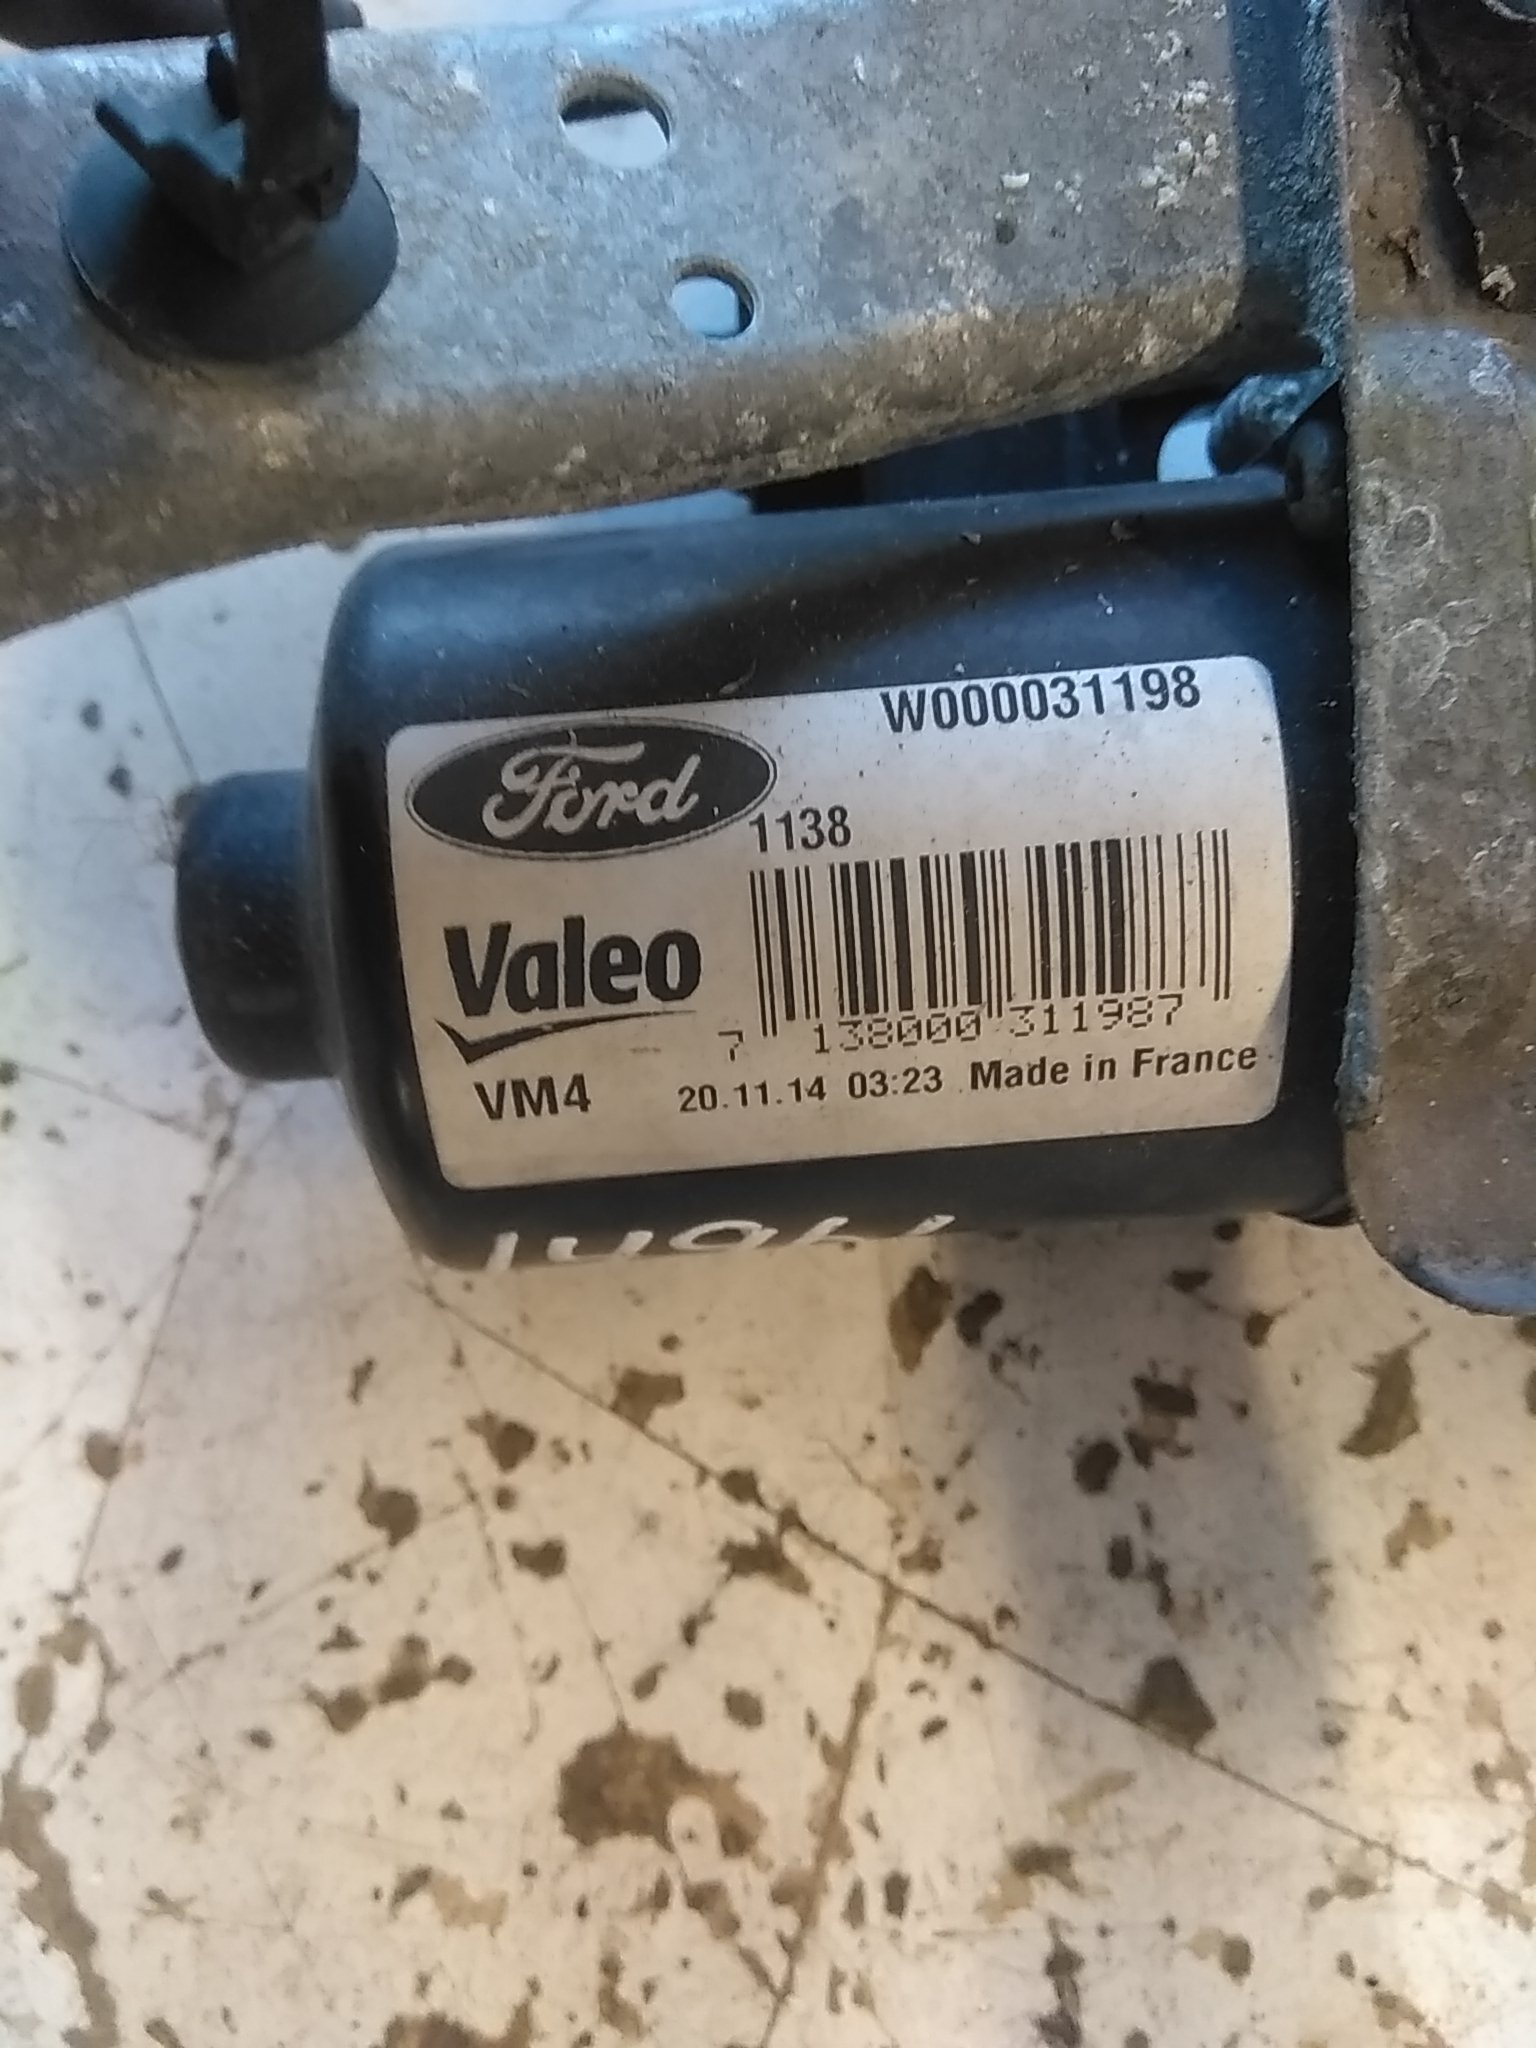 W000031198
Ford
1138
Valeo
7 138000 311987
VM4 20.11.14 03:23 Made in France